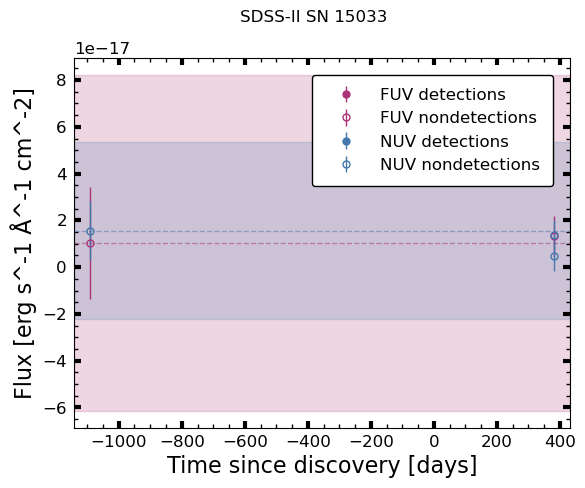 SDSS-II SN 15033
1e−17
FUV detections
FUV nondetections
NUV detections
NUV nondetections
8
6
4
2
0
−2
−4
−6
Flux [erg s^-1 Å^-1 cm^-2]
−1000 −800 −600 −400 −200 0 200 400
Time since discovery [days]